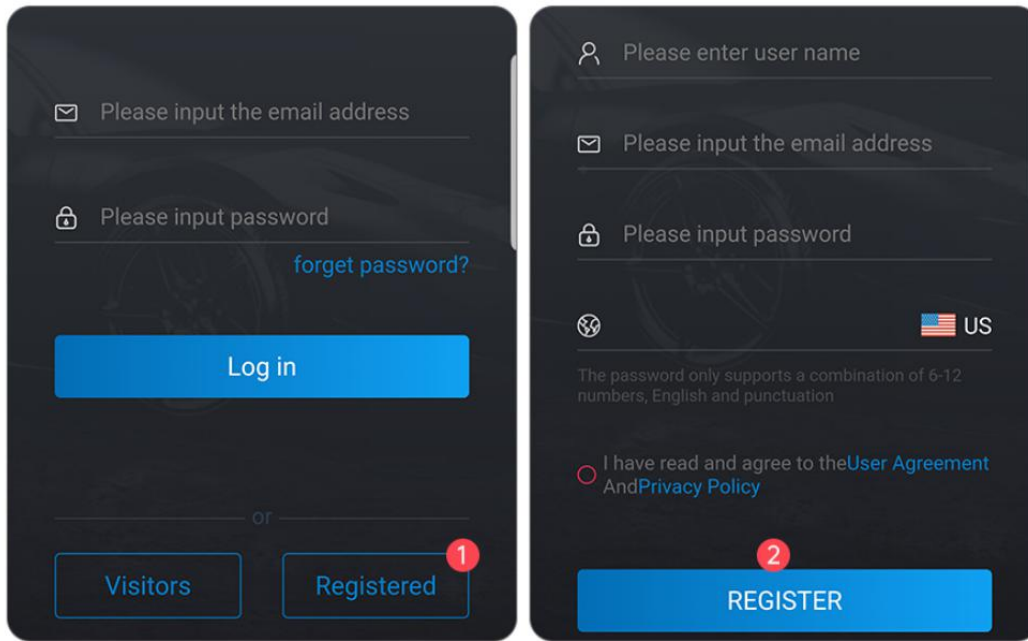 Please input the email address
Please input password
forget password?
Log in
or
Visitors
Registered
1
Please enter user name
Please input the email address
Please input password
US
The password only supports a combination of 6-12
numbers, English and punctuation
I have read and agree to theUser Agreement
AndPrivacy Policy
2
REGISTER